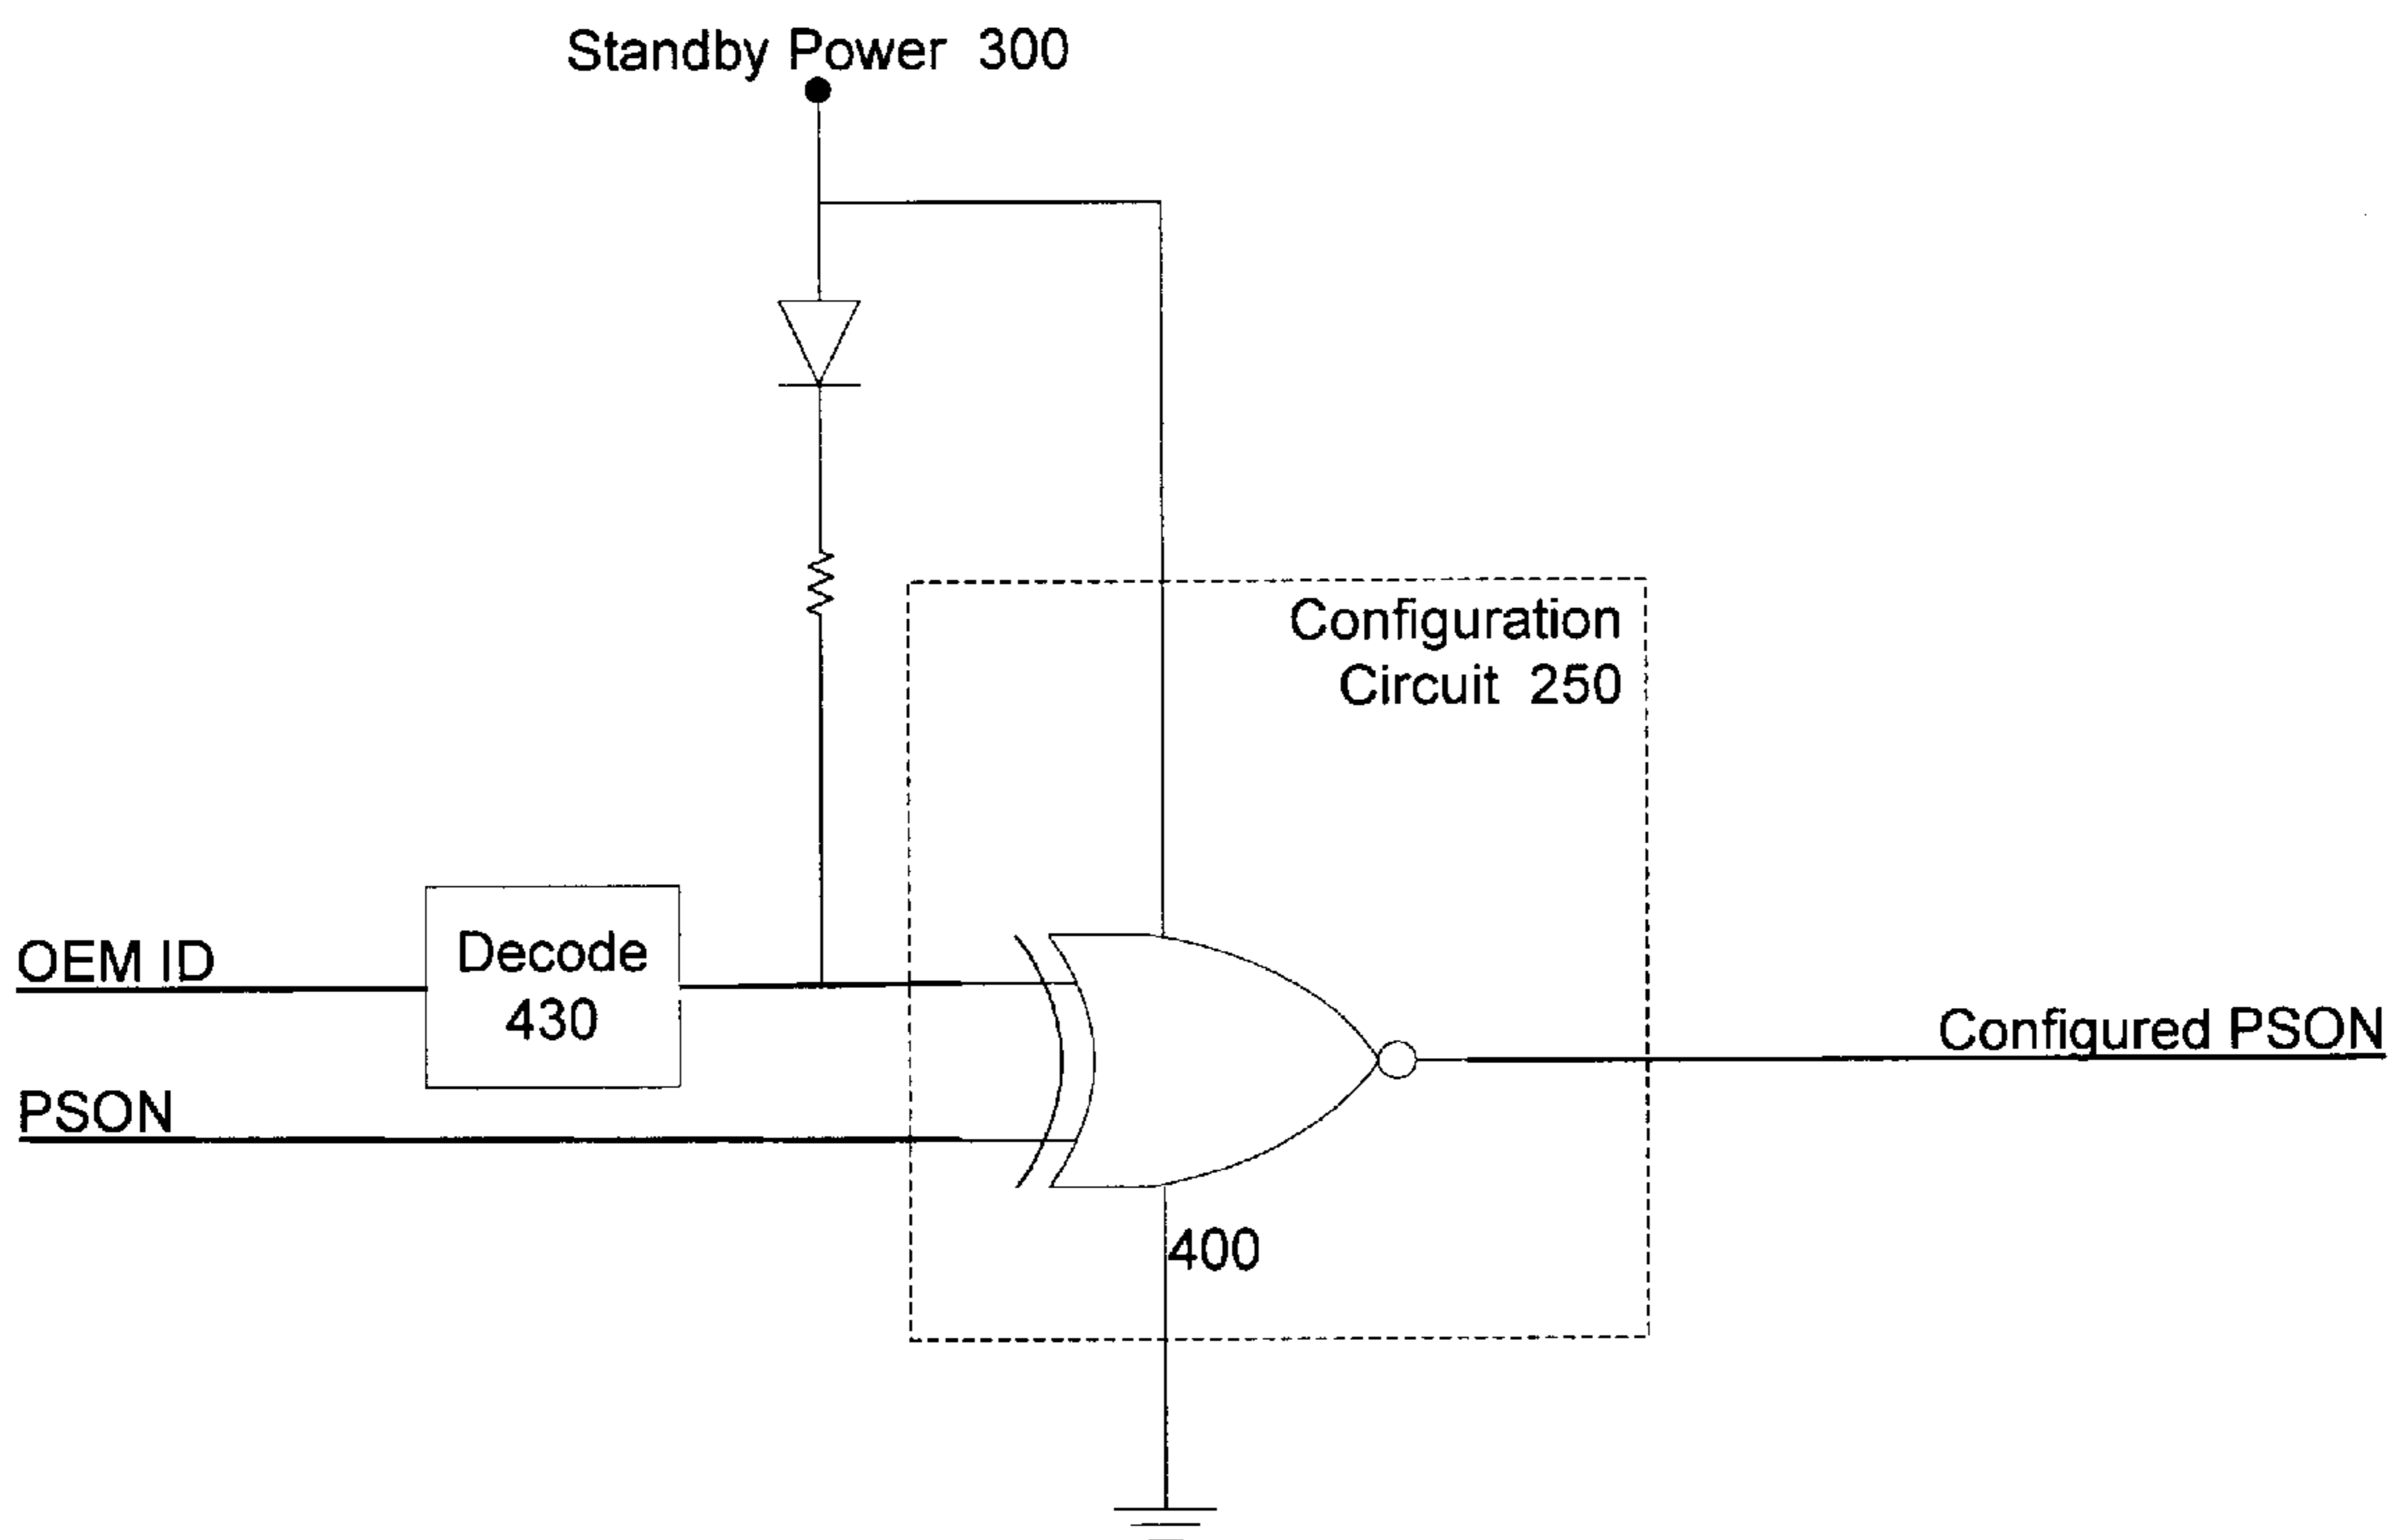 Standby Power 300
Configuration
Circuit 250
OEM ID
Decode
430
PSON
Configured PSON
400